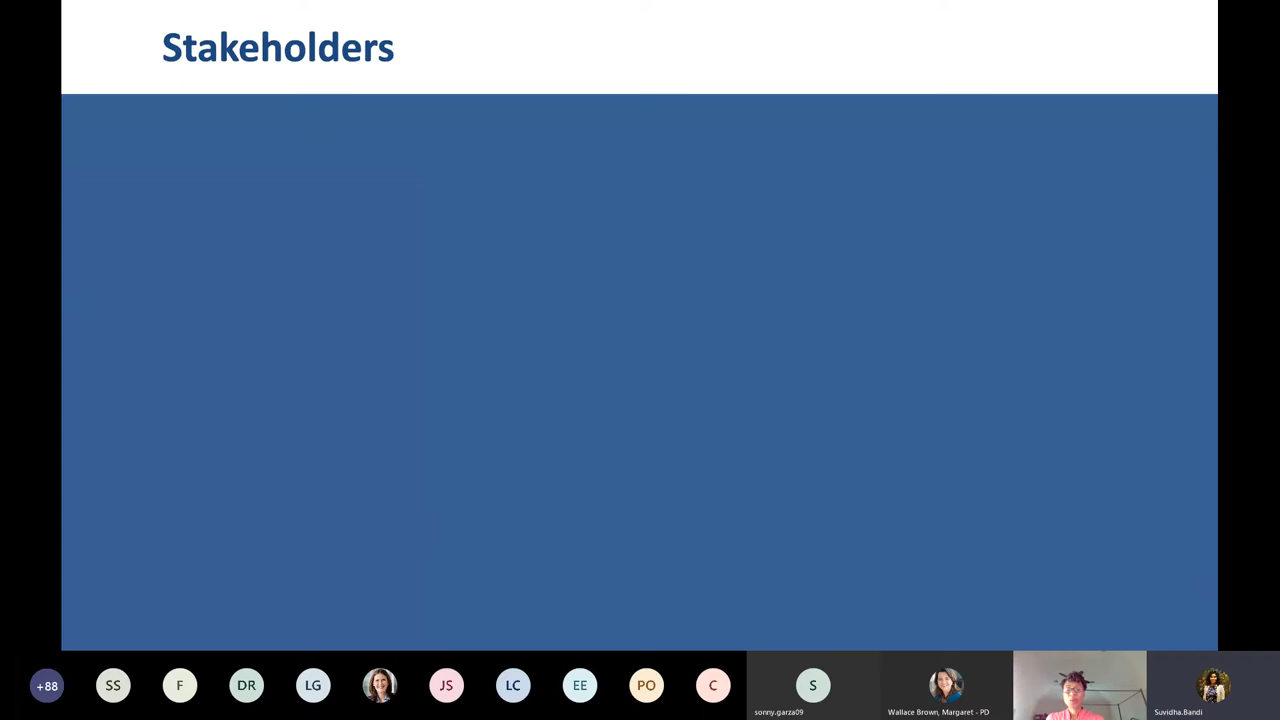 Stakeholders
+88
SS
F
DR
LG
JS
LC
EE
PO
C
S
sonny.garza09
Wallace Brown, Margaret - PD
Suvidha.Bandi